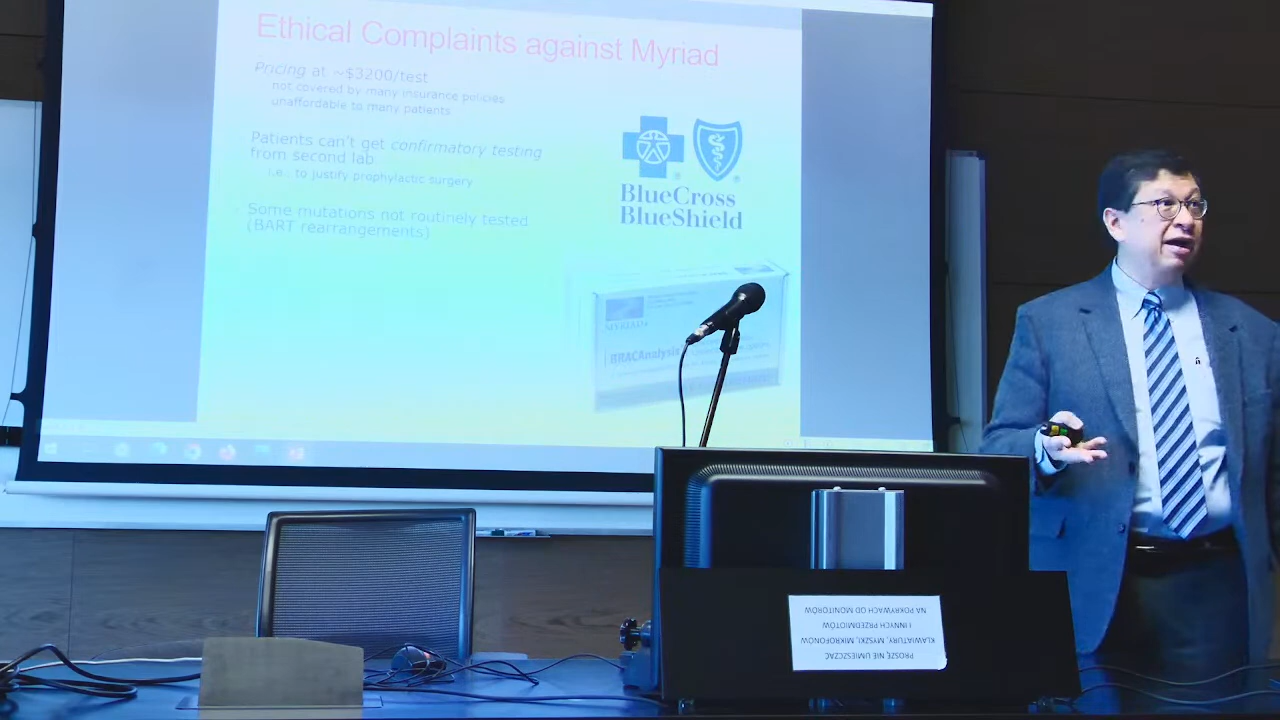 Ethical Complaints against Myriad
Pricing at ~$3200/test
not covered by many insurance policies
unaffordable to many patients
Patients can't get confirmatory testing
from second lab
i.e., to justify prophylactic surgery
Some mutations not routinely tested
(BART rearrangements)
BlueCross
BlueShield
MYRIAD
BRACAnalysis
PROSZĘ NIE UMIESZCZAĆ
KLAWIATURY, MYSZKI, MIKROFONÓW
I INNYCH PRZEDMIOTÓW
NA POKRYWACH OD MONITORÓW